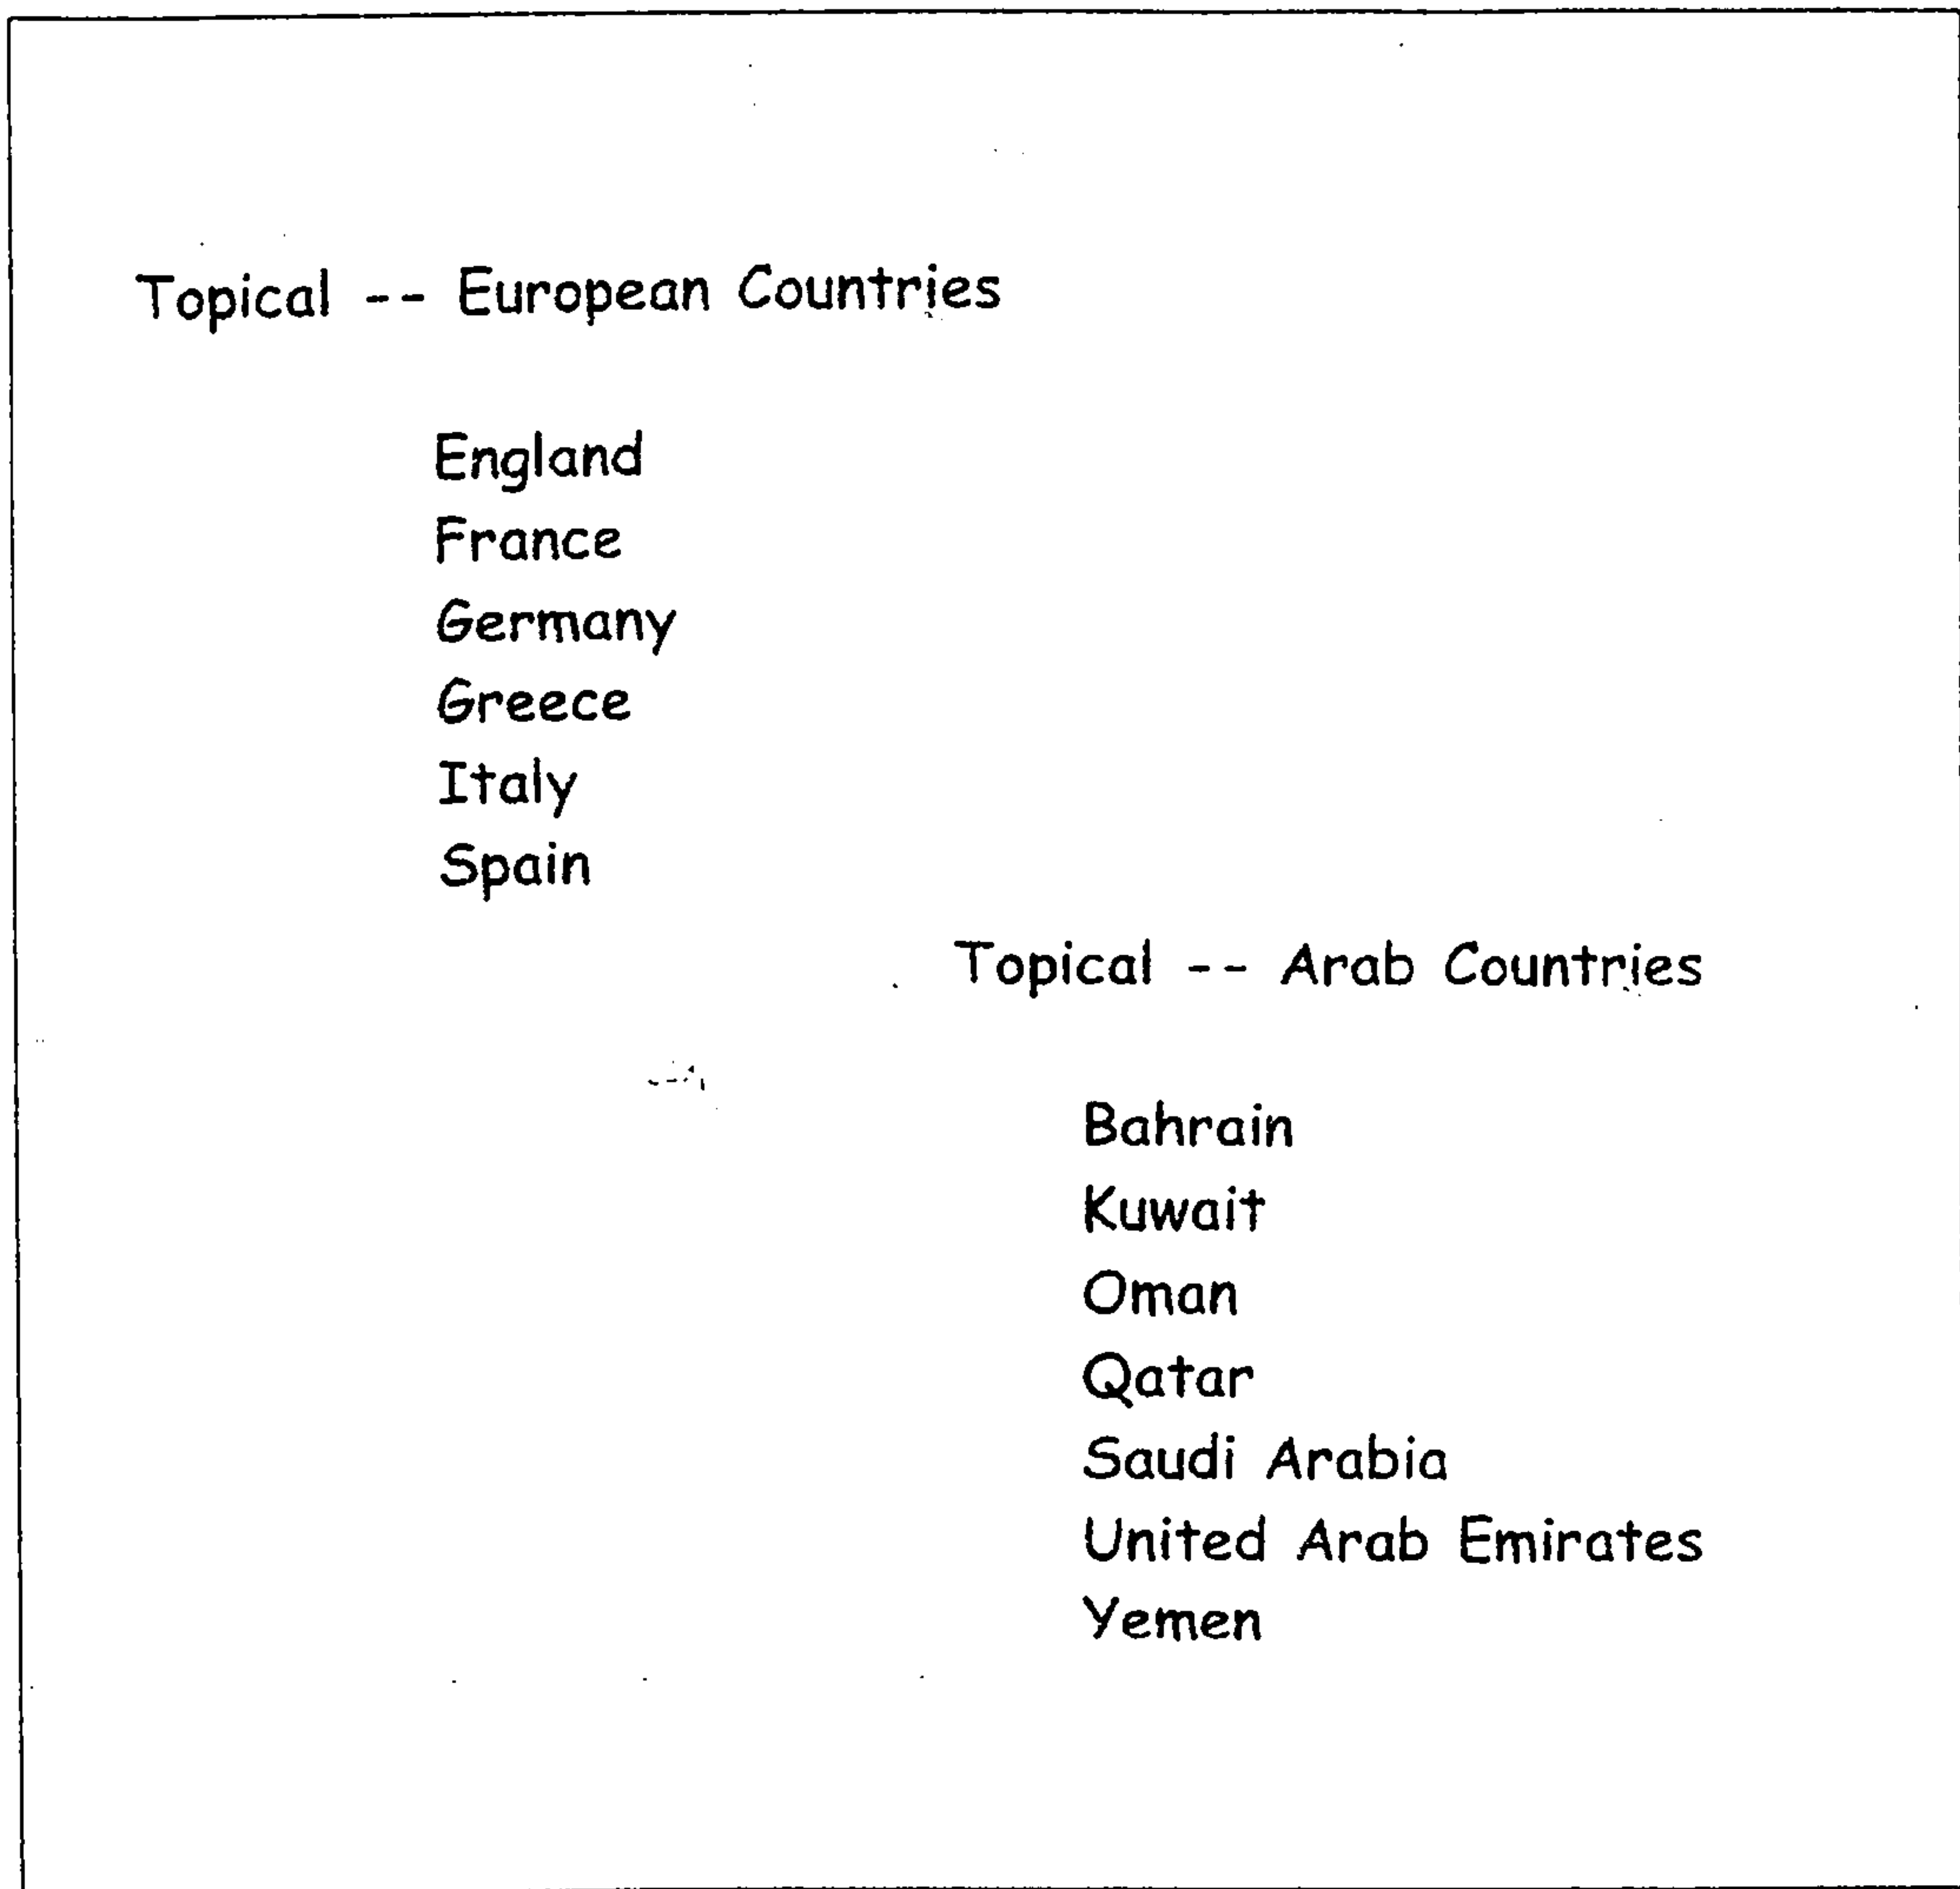 Topical -- European Countries
England
France
Germany
Greece
Italy
Spain
Topical -- Arab Countries
Bahrain
Kuwait
Oman
Qatar
Saudi Arabia
United Arab Emirates
Yemen